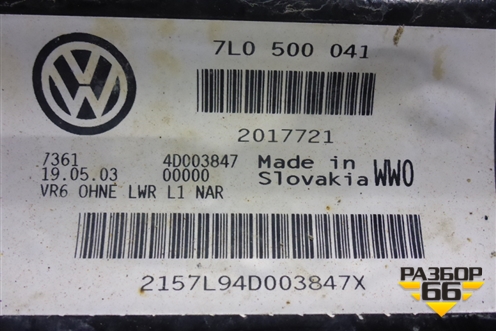 7L0 500 041
2017721
7361 4D003847 Made in
19.05.03 00000 Slovakia WWO
VR6 OHNE LWR L1 NAR
2157L94D003847X
РАЗБОР
66